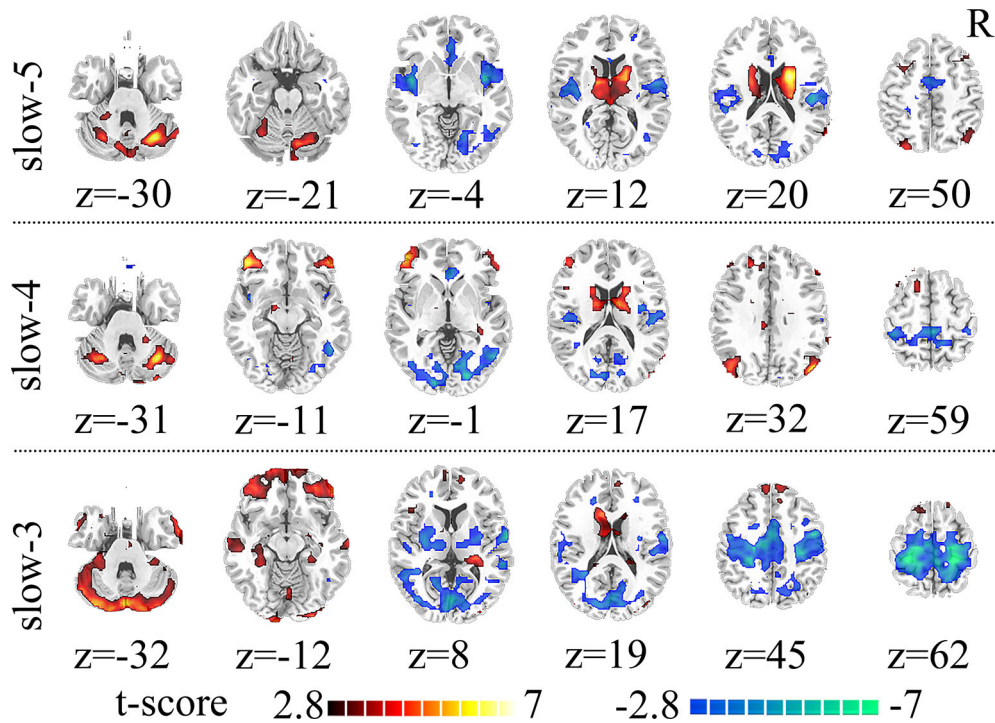 R
slow-5
z=-30 z=-21 z=-4 z=12 z=20 z=50
slow-4
z=-31 z=-11 z=-1 z=17 z=32 z=59
slow-3
z=-32 z=-12 z=8 z=19 z=45 z=62
t-score 2.8 7 -2.8 -7